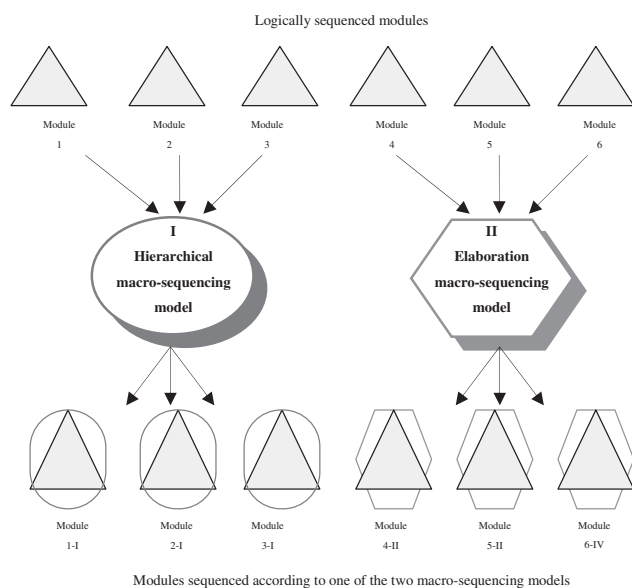 Logically sequenced modules
Module Module Module Module Module Module
1 2 3 4 5 6
I
Hierarchical
macro-sequencing
model
II
Elaboration
macro-sequencing
model
Module Module Module Module Module Module
1-I 2-I 3-I 4-II 5-II 6-IV
Modules sequenced according to one of the two macro-sequencing models